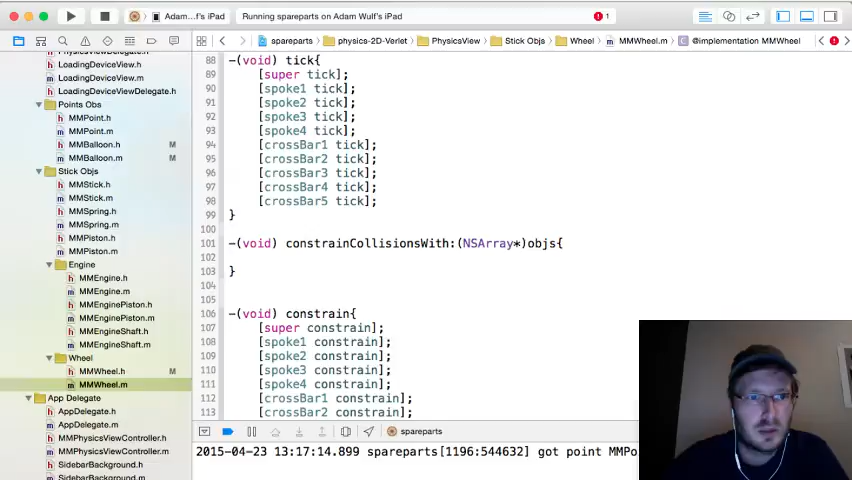 Adam...f's iPad
Running spareparts on Adam Wulf's iPad
1
spareparts
physics-2D-Verlet
PhysicsView
Stick Objs
Wheel
MMWheel.m
@implementation MMWheel
LoadingDeviceView.h
LoadingDeviceView.m
LoadingDeviceViewDelegate.h
Points Obs
MMPoint.h
MMPoint.m
MMBalloon.h M
MMBalloon.m M
Stick Objs
MMStick.h
MMStick.m
MMSpring.h
MMSpring.m
MMPiston.h
MMPiston.m
Engine
MMEngine.h
MMEngine.m
MMEnginePiston.h
MMEnginePiston.m
MMEngineShaft.h
MMEngineShaft.m
Wheel
MMWheel.h M
MMWheel.m
App Delegate
AppDelegate.h
AppDelegate.m
MMPhysicsViewController.h
MMPhysicsViewController.m
SidebarBackground.h
SidebarBackground.m
88 -(void) tick{
89 [super tick];
90 [spoke1 tick];
91 [spoke2 tick];
92 [spoke3 tick];
93 [spoke4 tick];
94 [crossBar1 tick];
95 [crossBar2 tick];
96 [crossBar3 tick];
97 [crossBar4 tick];
98 [crossBar5 tick];
99 }
100
101 -(void) constrainCollisionsWith:(NSArray*)objs{
102
103 }
104
105
106 -(void) constrain{
107 [super constrain];
108 [spoke1 constrain];
109 [spoke2 constrain];
110 [spoke3 constrain];
111 [spoke4 constrain];
112 [crossBar1 constrain];
113 [crossBar2 constrain];
spareparts
2015-04-23 13:17:14.899 spareparts[1196:544632] got point MMPo